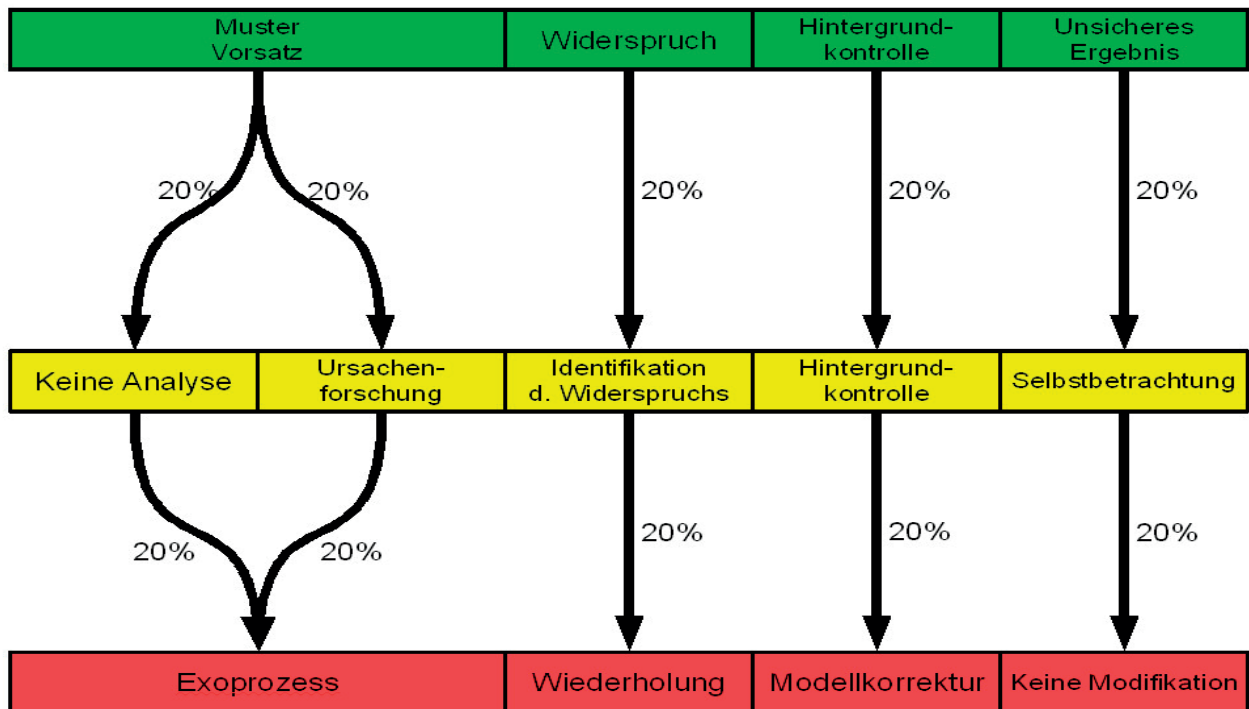 Muster
Vorsatz
Widerspruch
Hintergrund-
kontrolle
Unsicheres
Ergebnis
20%
20%
20%
20%
20%
Keine Analyse
Ursachen-
forschung
Identifikation
d. Widerspruchs
Hintergrund-
kontrolle
Selbstbetrachtung
20%
20%
20%
20%
20%
Exoprozess
Wiederholung
Modellkorrektur
Keine Modifikation